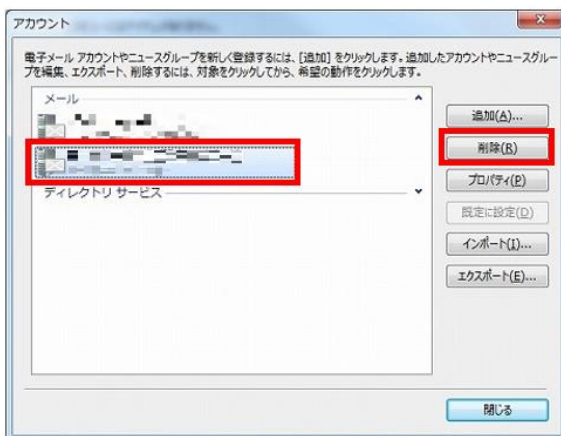 アカウント
電子メール アカウントやニュースグループを新しく登録するには、[追加] をクリックします。追加したアカウントやニュースグルー
プを編集、エクスポート、削除するには、対象をクリックしてから、希望の動作をクリックします。
メール
追加(A)...
削除(R)
プロパティ(P)
ディレクトリ サービス
既定に設定(D)
インポート(I)...
エクスポート(E)...
閉じる